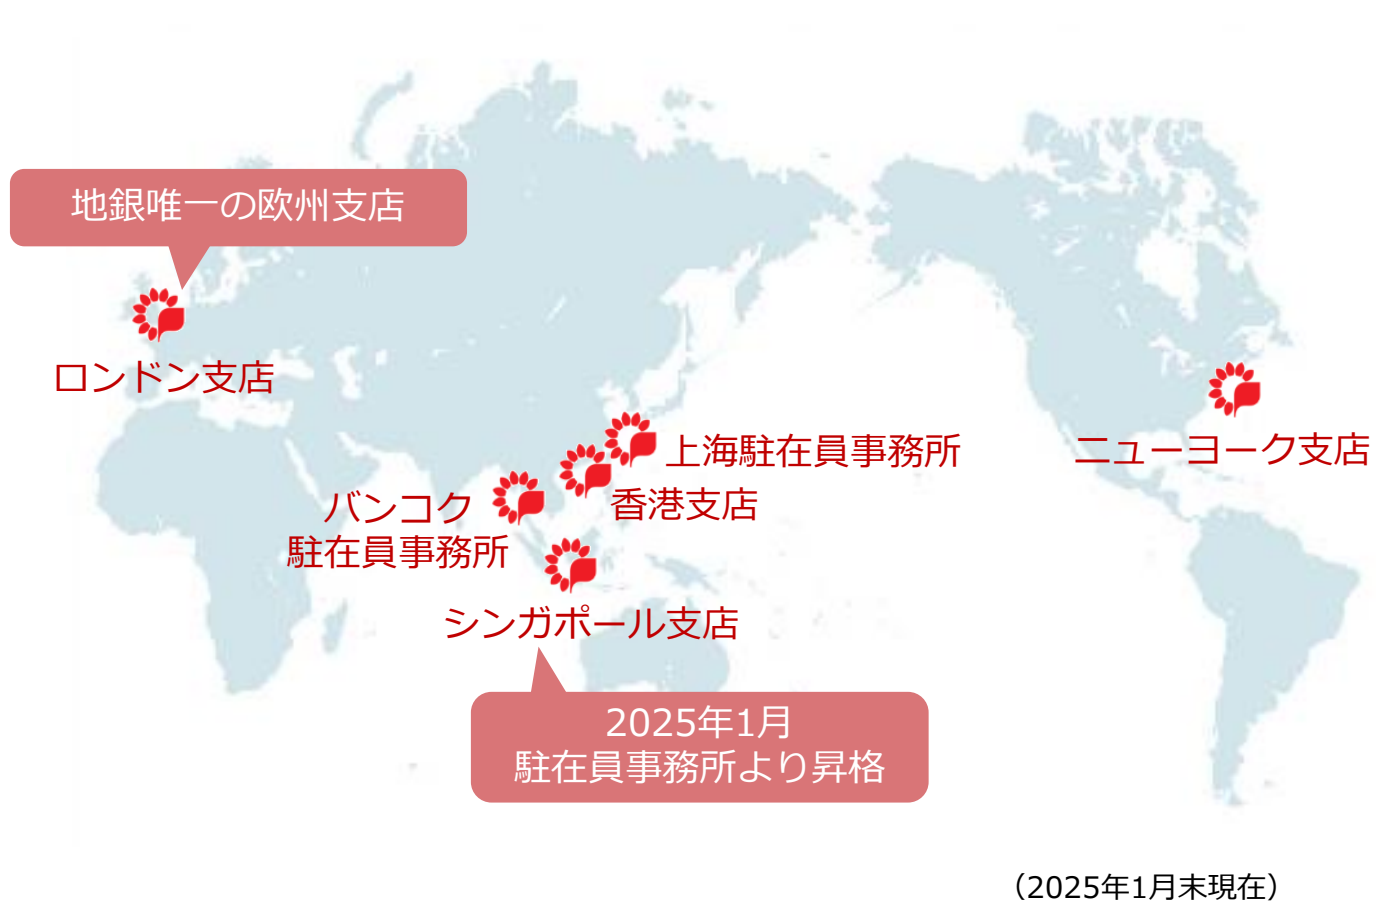 地銀唯一の欧州支店
ロンドン支店
ニューヨーク支店
上海駐在員事務所
香港支店
バンコク
駐在員事務所
シンガポール支店
2025年1月
駐在員事務所より昇格
（2025年1月末現在）